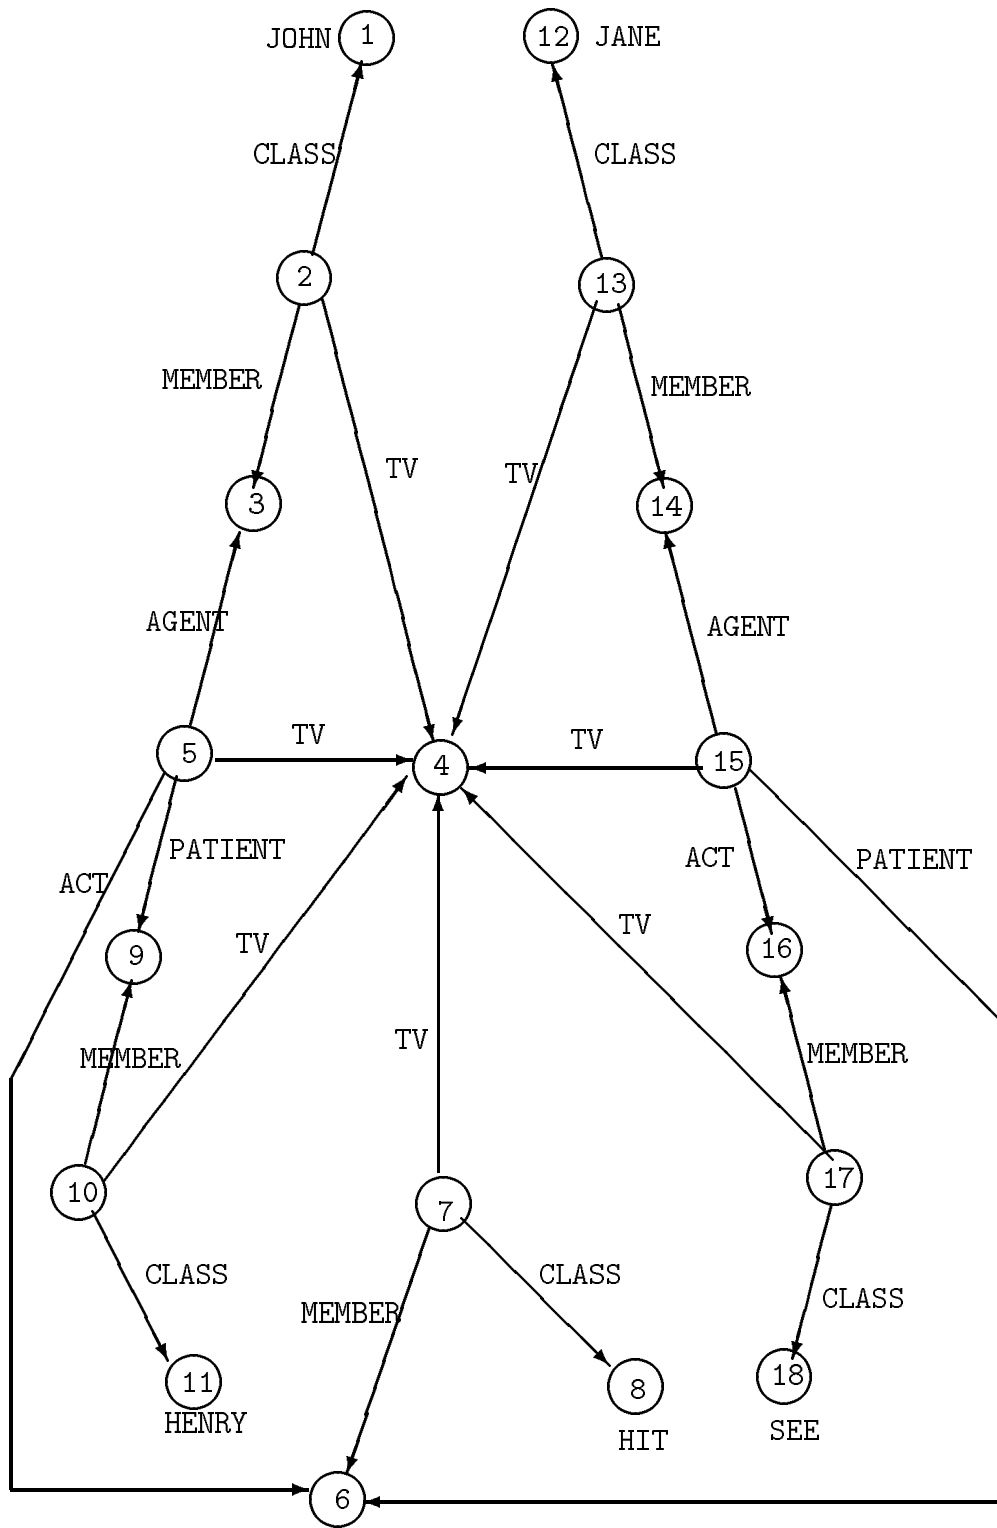 JOHN 1 12 JANE
CLASS CLASS
2 13
MEMBER MEMBER
TV TV
3 14
AGENT AGENT
TV TV
5 4 15
PATIENT ACT PATIENT
ACT
TV TV
9 16
TV
MEMBER MEMBER
10 7 17
CLASS CLASS
MEMBER CLASS
11 8 18
HENRY HIT SEE
6